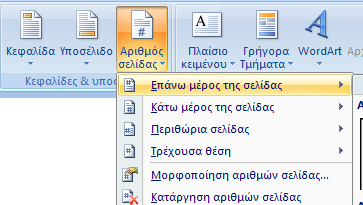 Κεφαλίδα Υποσέλιδο Αριθμός σελίδας Πλαίσιο κειμένου Γρήγορα Τμήματα WordArt
Κεφαλίδες & υποσ
Επάνω μέρος της σελίδας
Κάτω μέρος της σελίδας
Περιθώρια σελίδας
Τρέχουσα θέση
Μορφοποίηση αριθμών σελίδας...
Κατάργηση αριθμών σελίδας